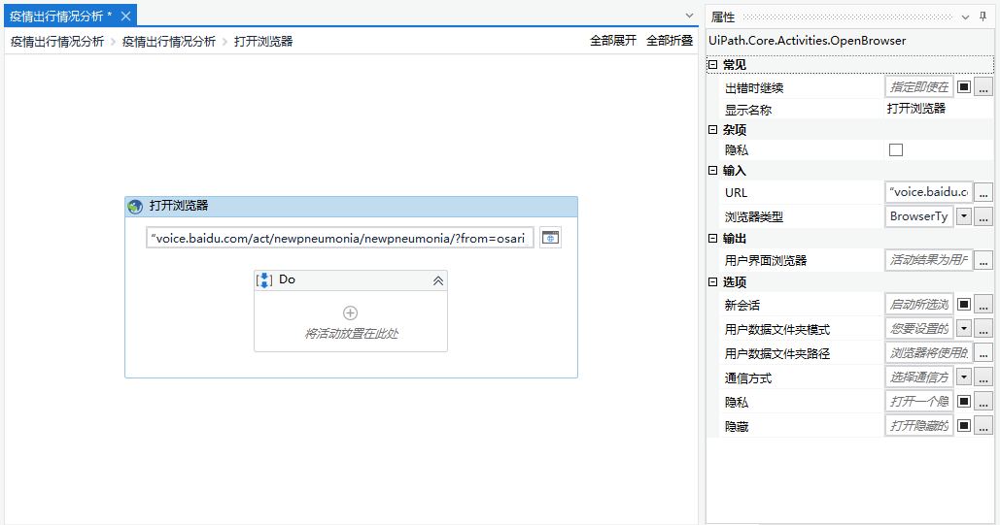 疫情出行情况分析 *
疫情出行情况分析 疫情出行情况分析 打开浏览器 全部展开 全部折叠
打开浏览器
"voice.baidu.com/act/newpneumonia/newpneumonia/?from=osari
Do
将活动放置在此处
属性
UiPath.Core.Activities.OpenBrowser
常见
出错时继续 指定即使在 ...
显示名称 打开浏览器
杂项
隐私
输入
URL "voice.baidu.c ...
浏览器类型 BrowserTy ...
输出
用户界面浏览器 活动结果为用户 ...
选项
新会话 启动所选浏 ...
用户数据文件夹模式 您要设置的 ...
用户数据文件夹路径 浏览器将使用的 ...
通信方式 选择通信方 ...
隐私 打开一个隐 ...
隐藏 打开隐藏的 ...